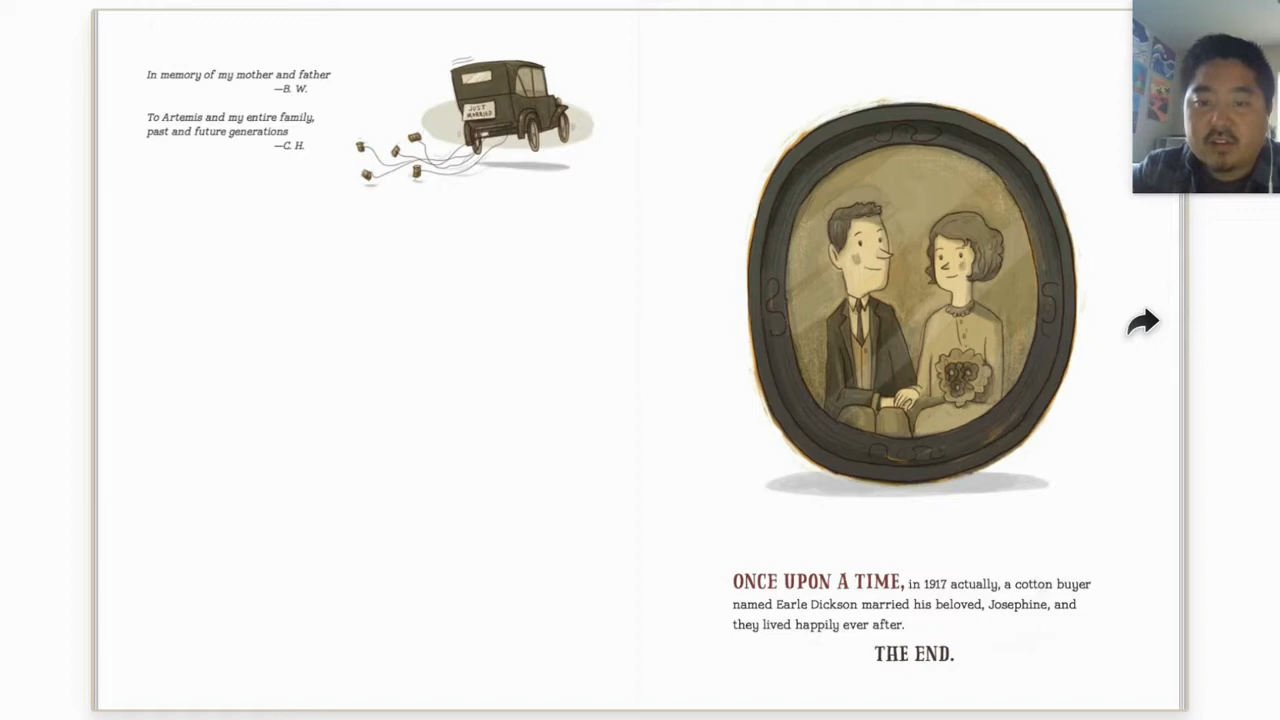 In memory of my mother and father
—B. W.
To Artemis and my entire family,
past and future generations
—C. H.
JUST
MARRIED
ONCE UPON A TIME, in 1917 actually, a cotton buyer
named Earle Dickson married his beloved, Josephine, and
they lived happily ever after.
THE END.